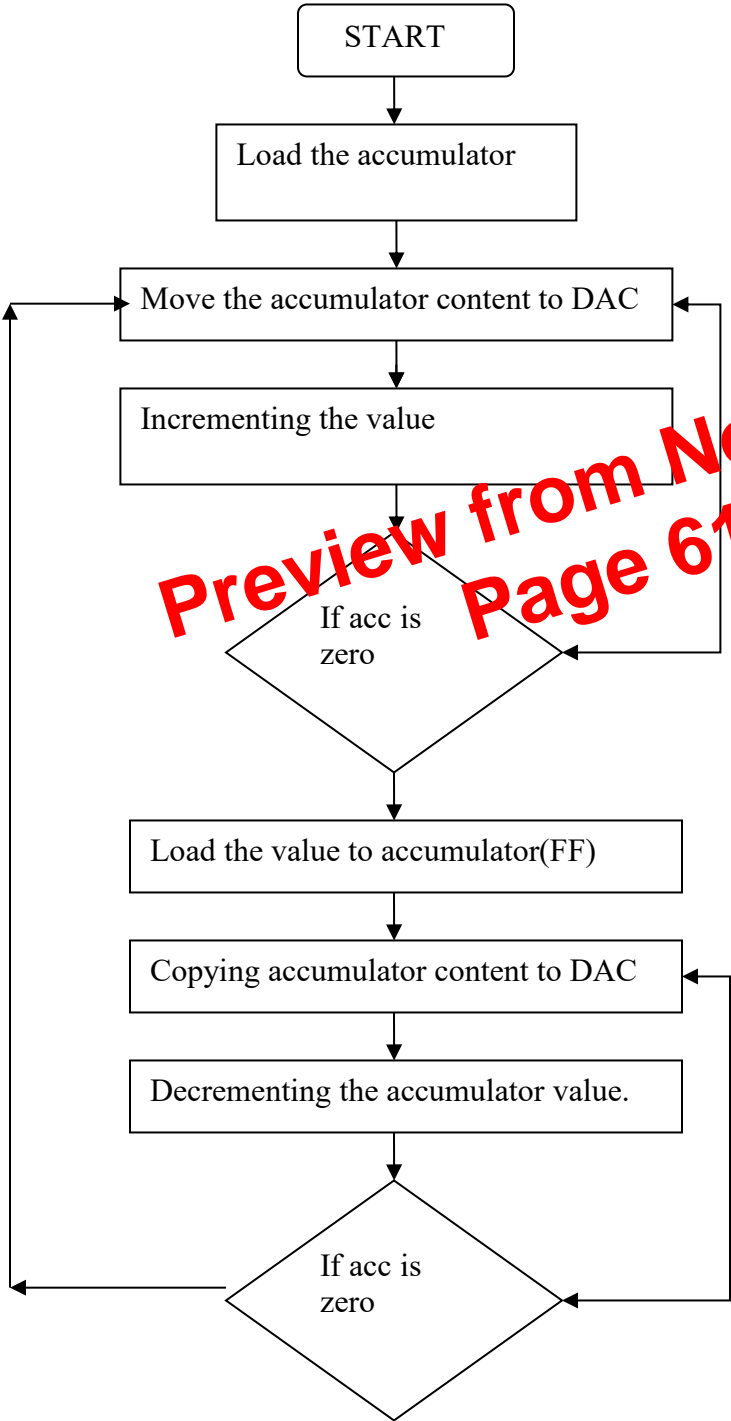 START
Load the accumulator
Move the accumulator content to DAC
Incrementing the value
Preview from
Page
If acc is
zero
Load the value to accumulator(FF)
Copying accumulator content to DAC
Decrementing the accumulator value.
If acc is
zero